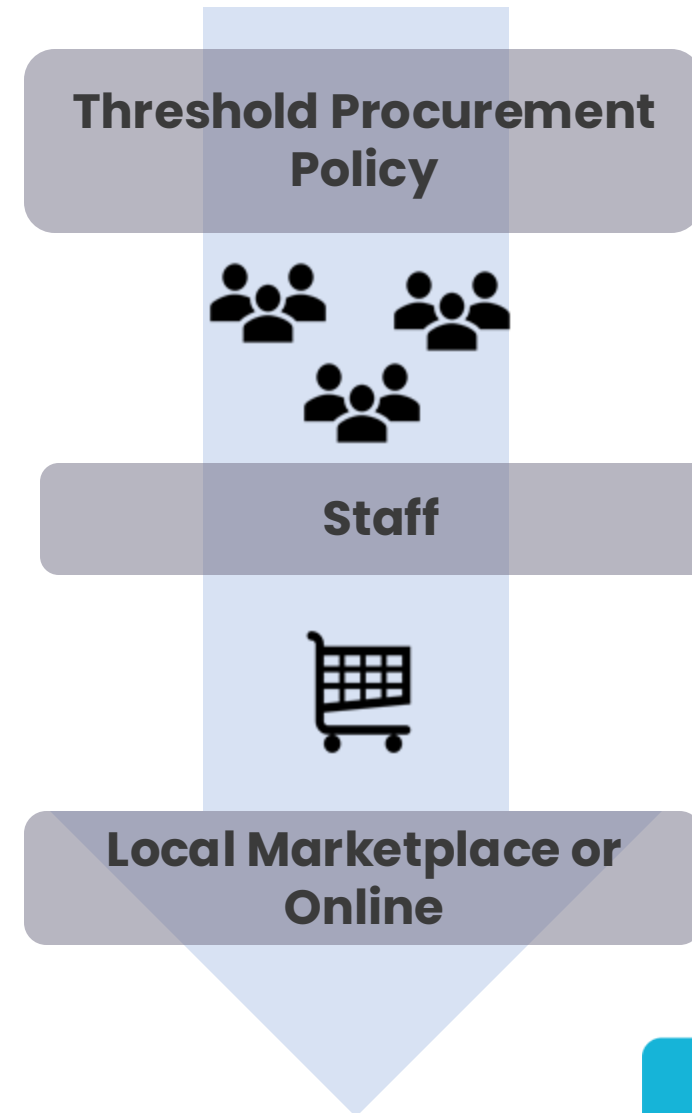 Threshold Procurement
Policy
Staff
Local Marketplace or
Online